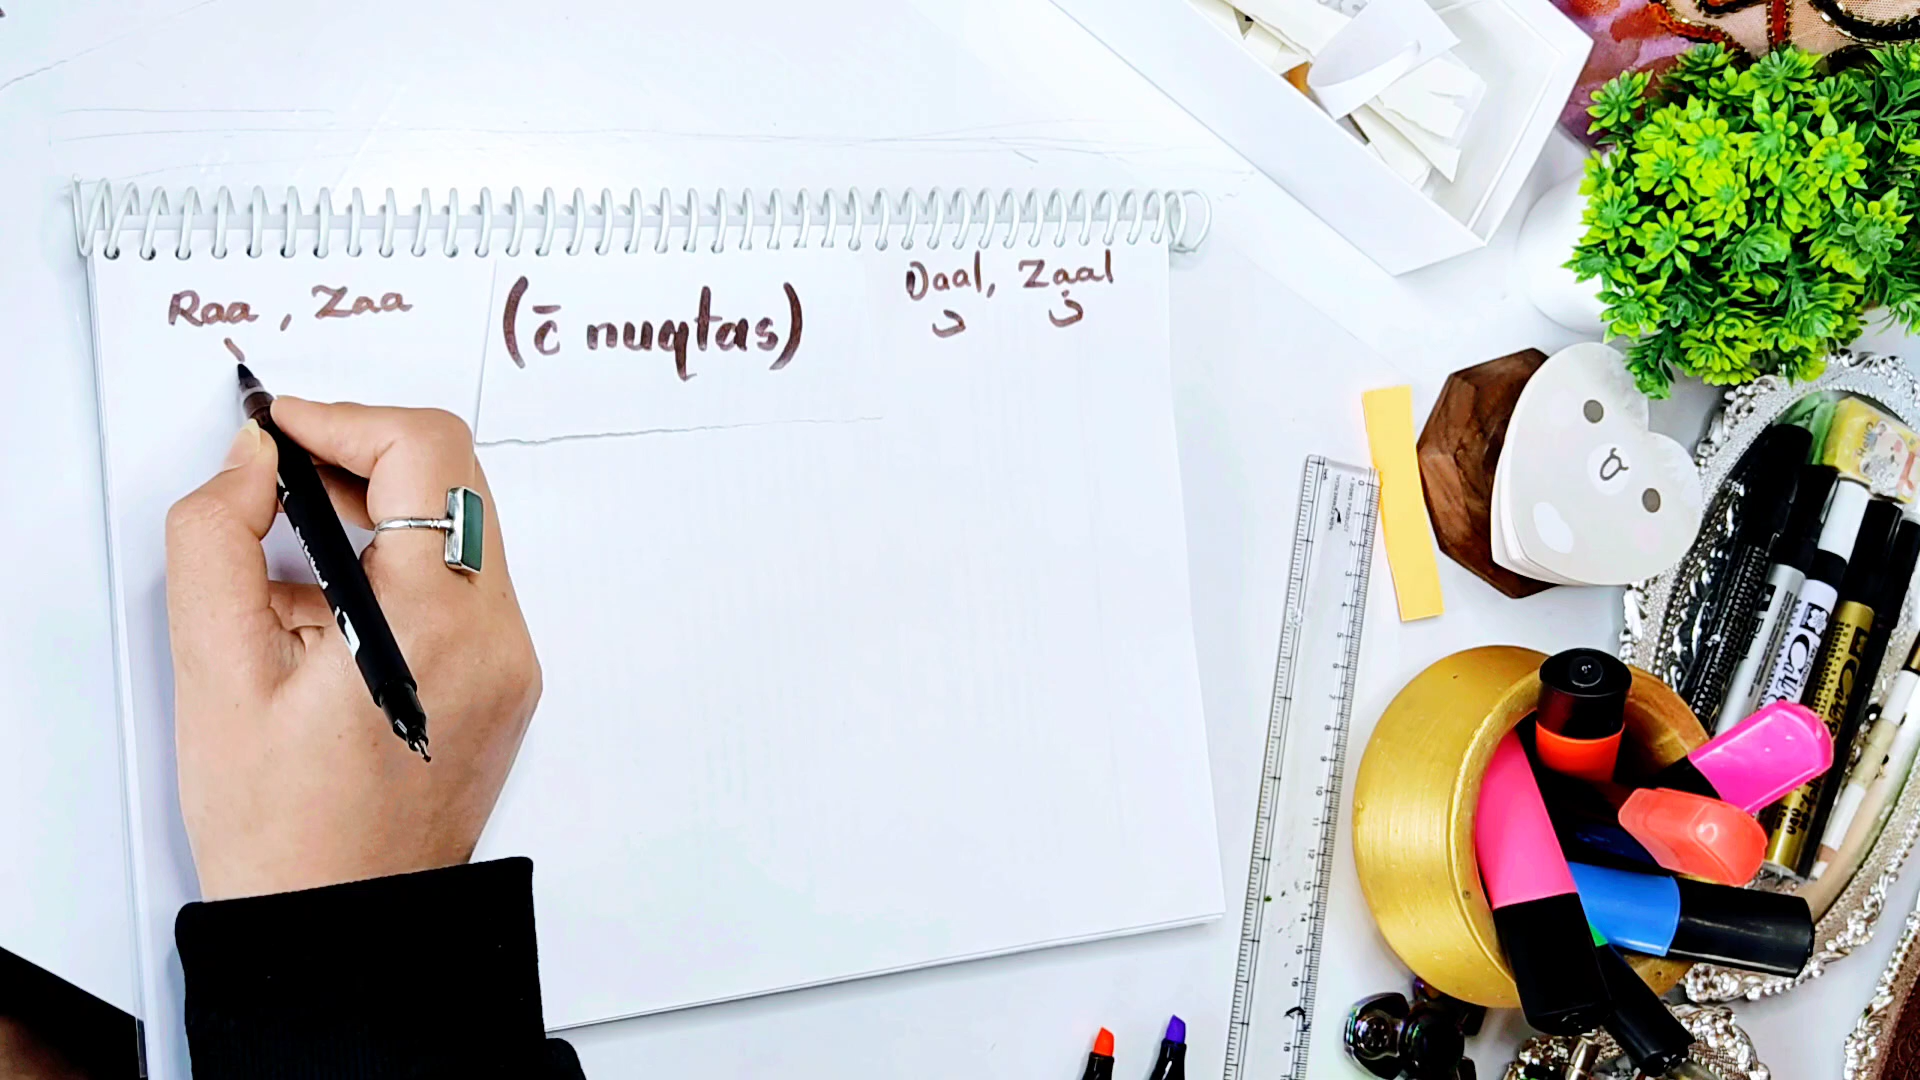 Raa, Zaa
(c̄ nuqtas)
Daal, Zaal
د ذ